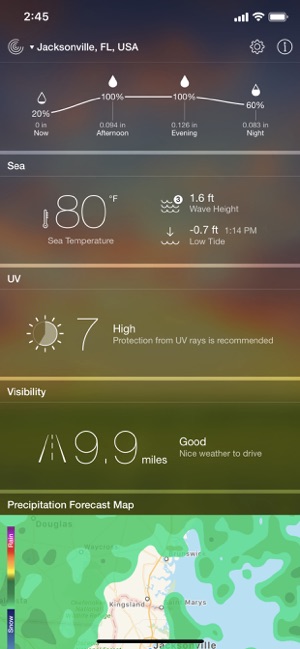 2:45
Jacksonville, FL, USA
20% 100% 100% 60%
0 in 0.094 in 0.126 in 0.083 in
Now Afternoon Evening Night
Sea
80 °F
Sea Temperature
3 1.6 ft
Wave Height
-0.7 ft 1:14 PM
Low Tide
UV
7
High
Protection from UV rays is recommended
Visibility
9.9 miles
Good
Nice weather to drive
Precipitation Forecast Map
Rain
Douglas
Waycross
Kingsland
Marys
Snow
Jacksonville